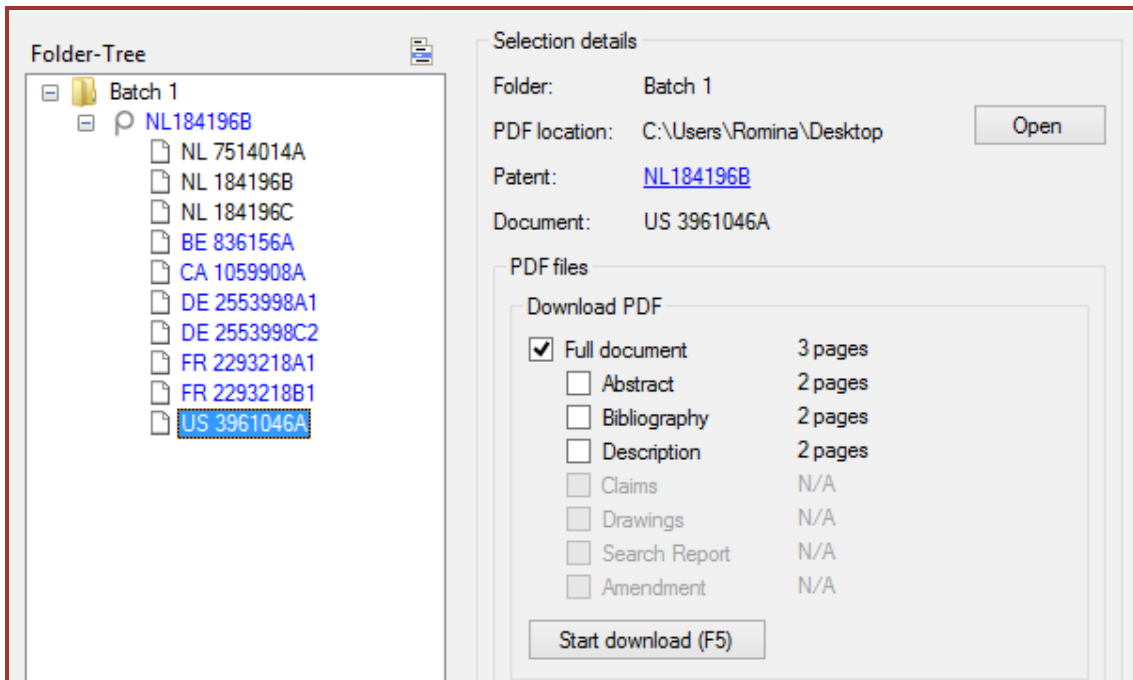 Folder-Tree
Batch 1
NL184196B
NL 7514014A
NL 184196B
NL 184196C
BE 836156A
CA 1059908A
DE 2553998A1
DE 2553998C2
FR 2293218A1
FR 2293218B1
US 3961046A
Selection details
Folder: Batch 1
PDF location: C:\Users\Romina\Desktop Open
Patent: NL184196B
Document: US 3961046A
PDF files
Download PDF
Full document 3 pages
Abstract 2 pages
Bibliography 2 pages
Description 2 pages
Claims N/A
Drawings N/A
Search Report N/A
Amendment N/A
Start download (F5)